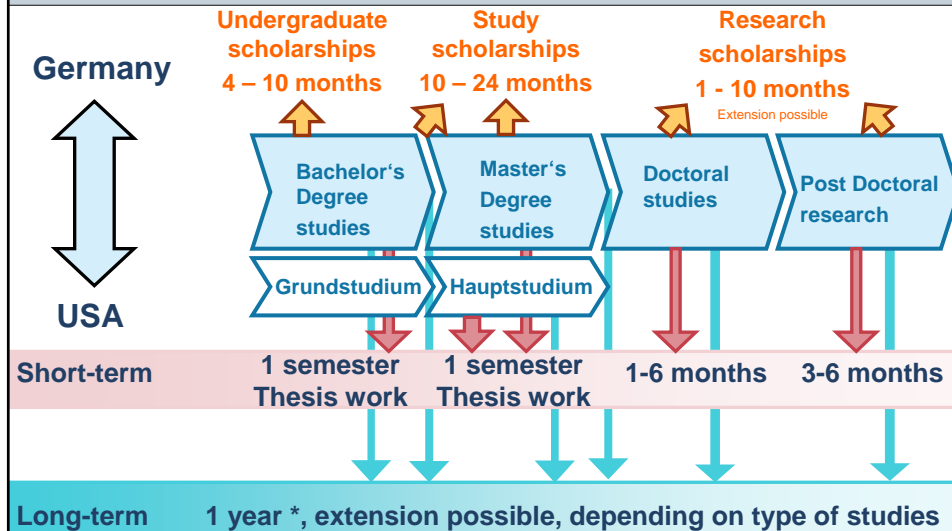 Undergraduate
scholarships
4 – 10 months
Study
scholarships
10 – 24 months
Research
scholarships
1 - 10 months
Extension possible
Germany
USA
Bachelor‘s
Degree
studies
Master‘s
Degree
studies
Doctoral
studies
Post Doctoral
research
Grundstudium
Hauptstudium
Short-term
1 semester
Thesis work
1 semester
Thesis work
1-6 months
3-6 months
Long-term
1 year *, extension possible, depending on type of studies